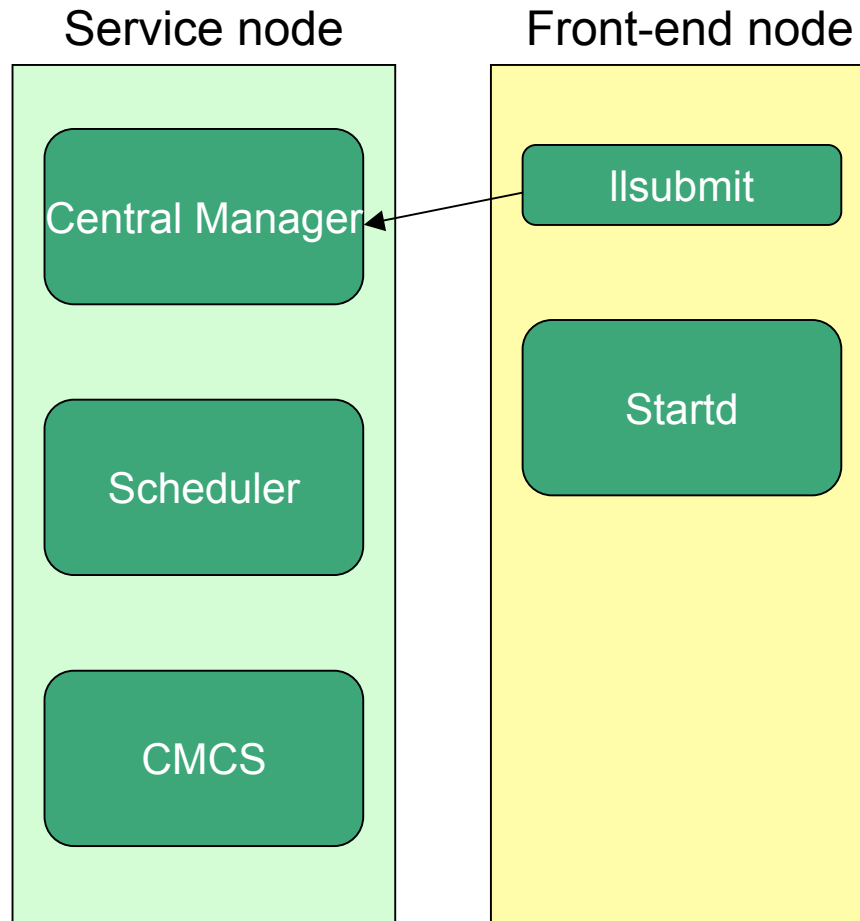 Service node
Front-end node
Central Manager
llsubmit
Startd
Scheduler
CMCS